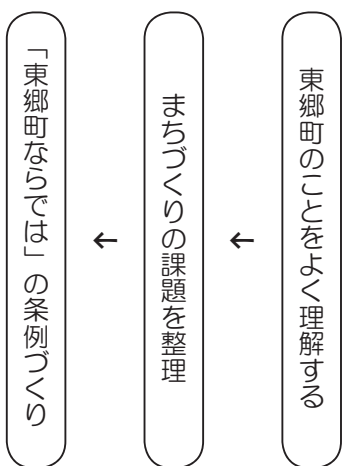 東郷町のことをよく理解する
←
まちづくりの課題を整理
←
「東郷町ならでは」の条例づくり